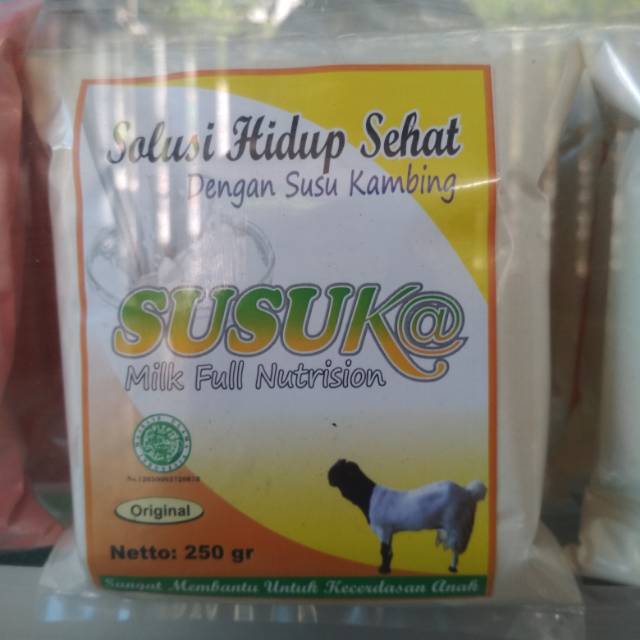 Solusi Hidup Sehat
Dengan Susu Kambing
SUSUK@
Milk Full Nutrision
Original
Netto: 250 gr
Sangat Membantu Untuk Kecerdasan Anak